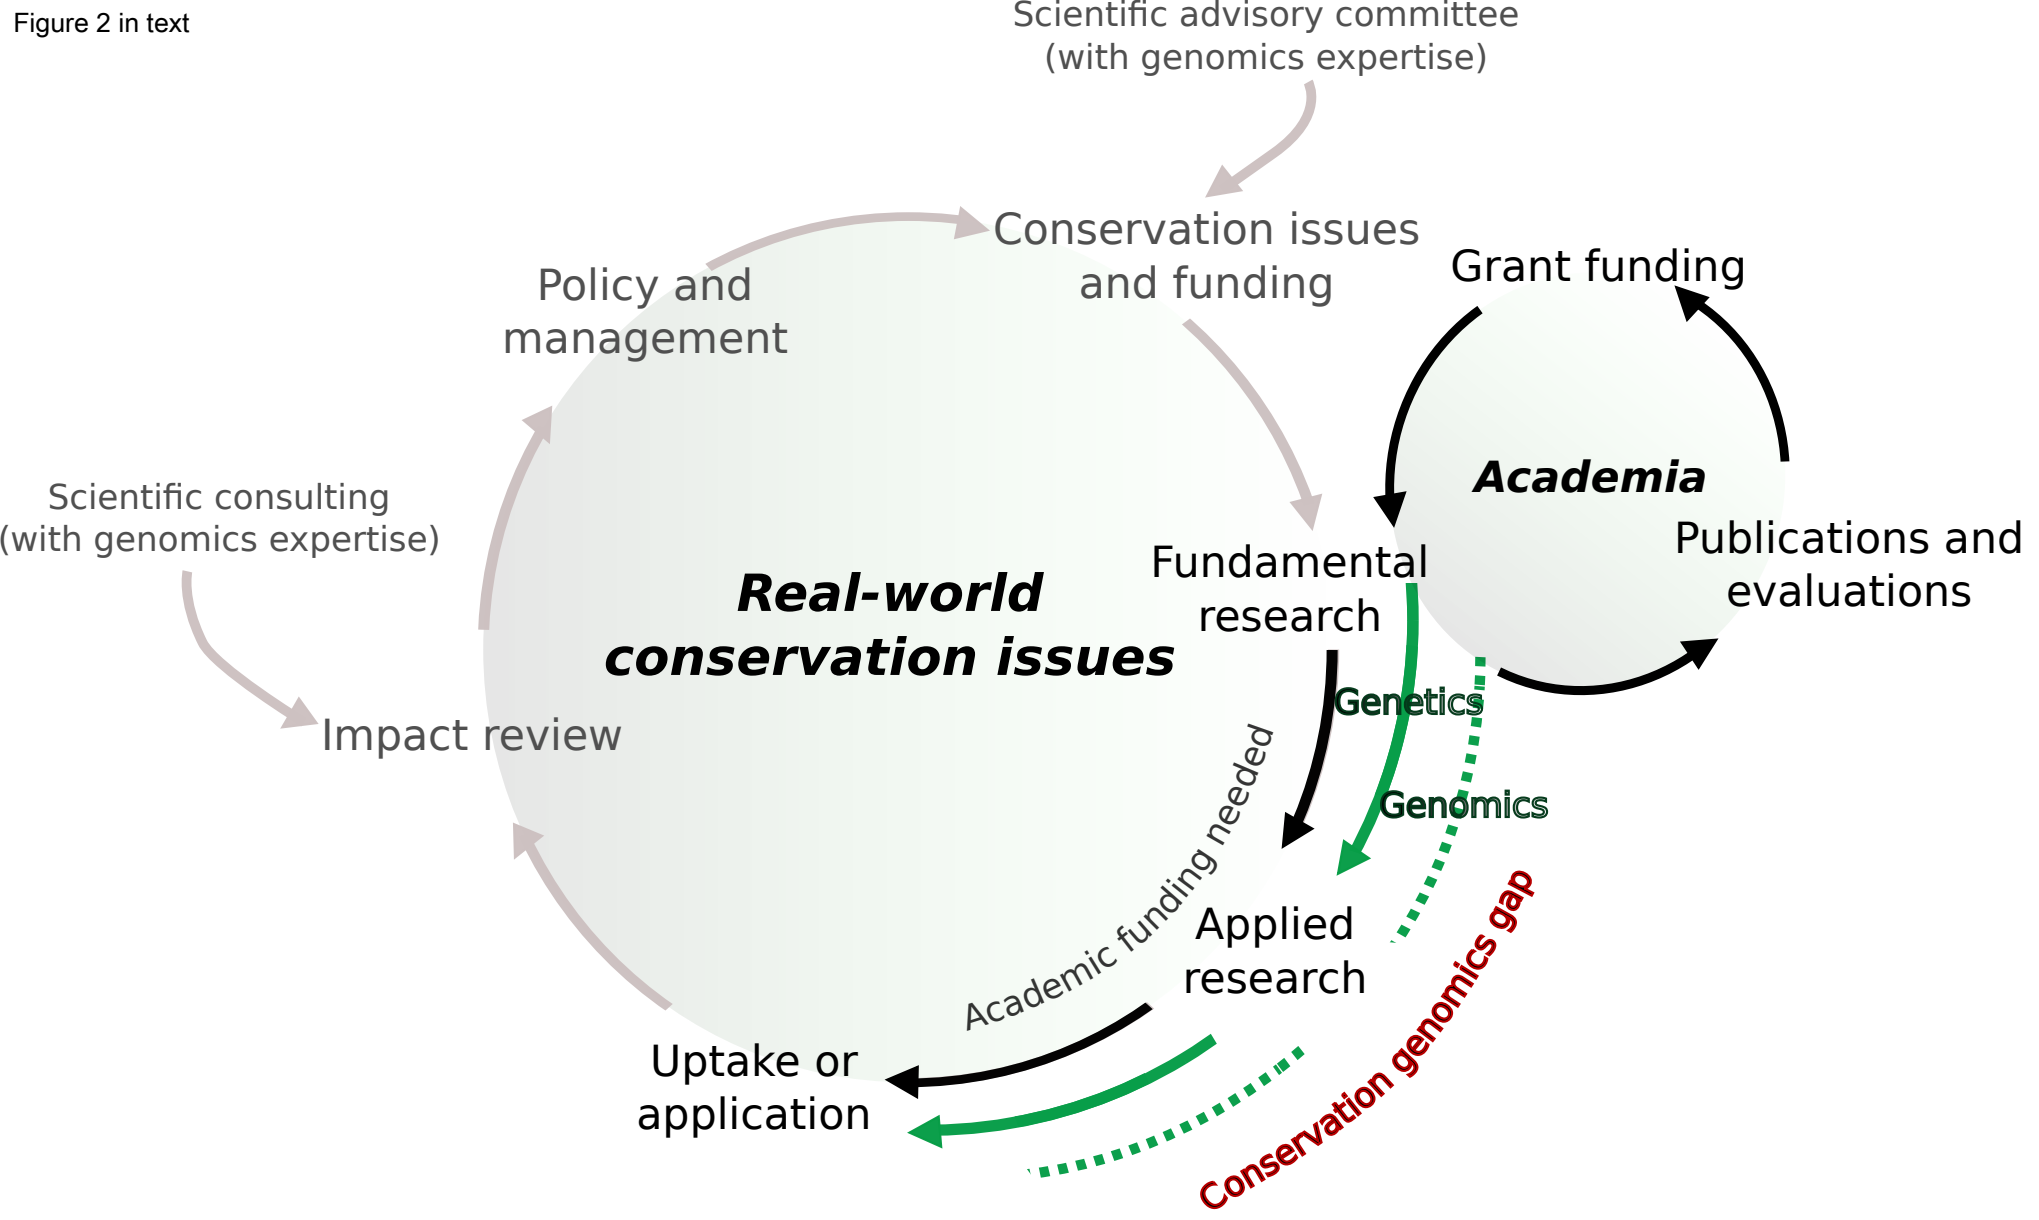 Figure 2 in text
Scientific advisory committee
(with genomics expertise)
Conservation issues
and funding
Grant funding
Policy and
management
Academia
Scientific consulting
(with genomics expertise)
Publications and
evaluations
Fundamental
research
Real-world
conservation issues
Genetics
Impact review
Genomics
Academic funding needed
Applied
research
Conservation genomics gap
Uptake or
application